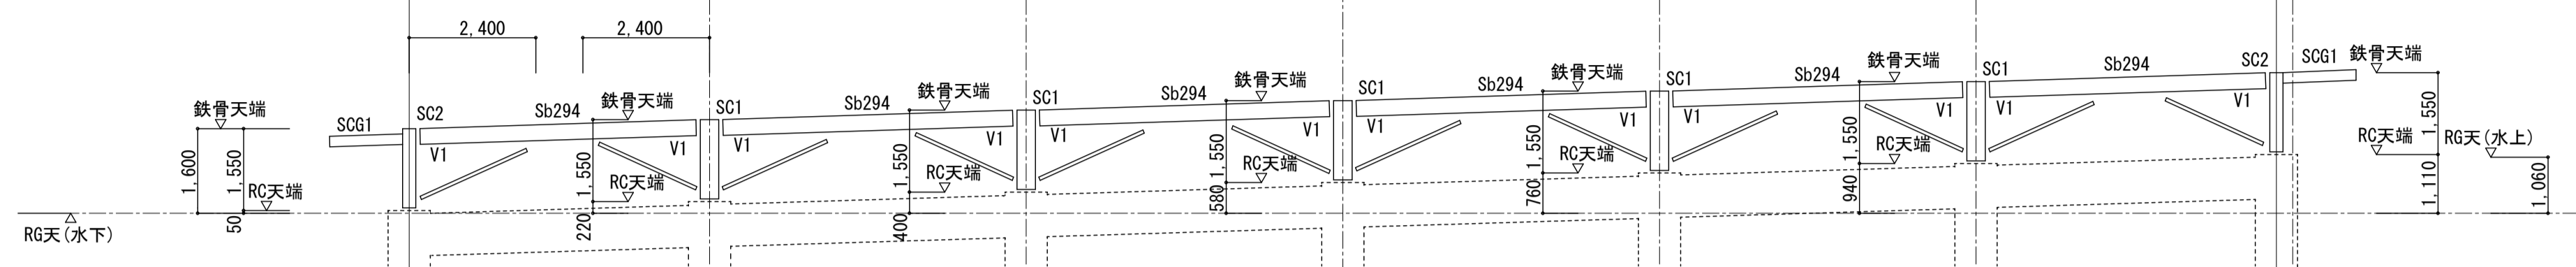 2,400
2,400
鉄骨天端
SCG1
SC2
Sb294
V1
1,600
1,550
50
RC天端
RG天(水下)
鉄骨天端
V1
SC1
1,550
RC天端
220
Sb294
V1
鉄骨天端
V1
SC1
1,550
RC天端
400
Sb294
V1
鉄骨天端
V1
SC1
1,550
RC天端
580
Sb294
V1
鉄骨天端
V1
SC1
1,550
RC天端
760
Sb294
V1
鉄骨天端
V1
SC1
1,550
RC天端
940
Sb294
V1
V1
SC2
SCG1
鉄骨天端
1,550
RC天端
RG天(水上)
1,110
1,060